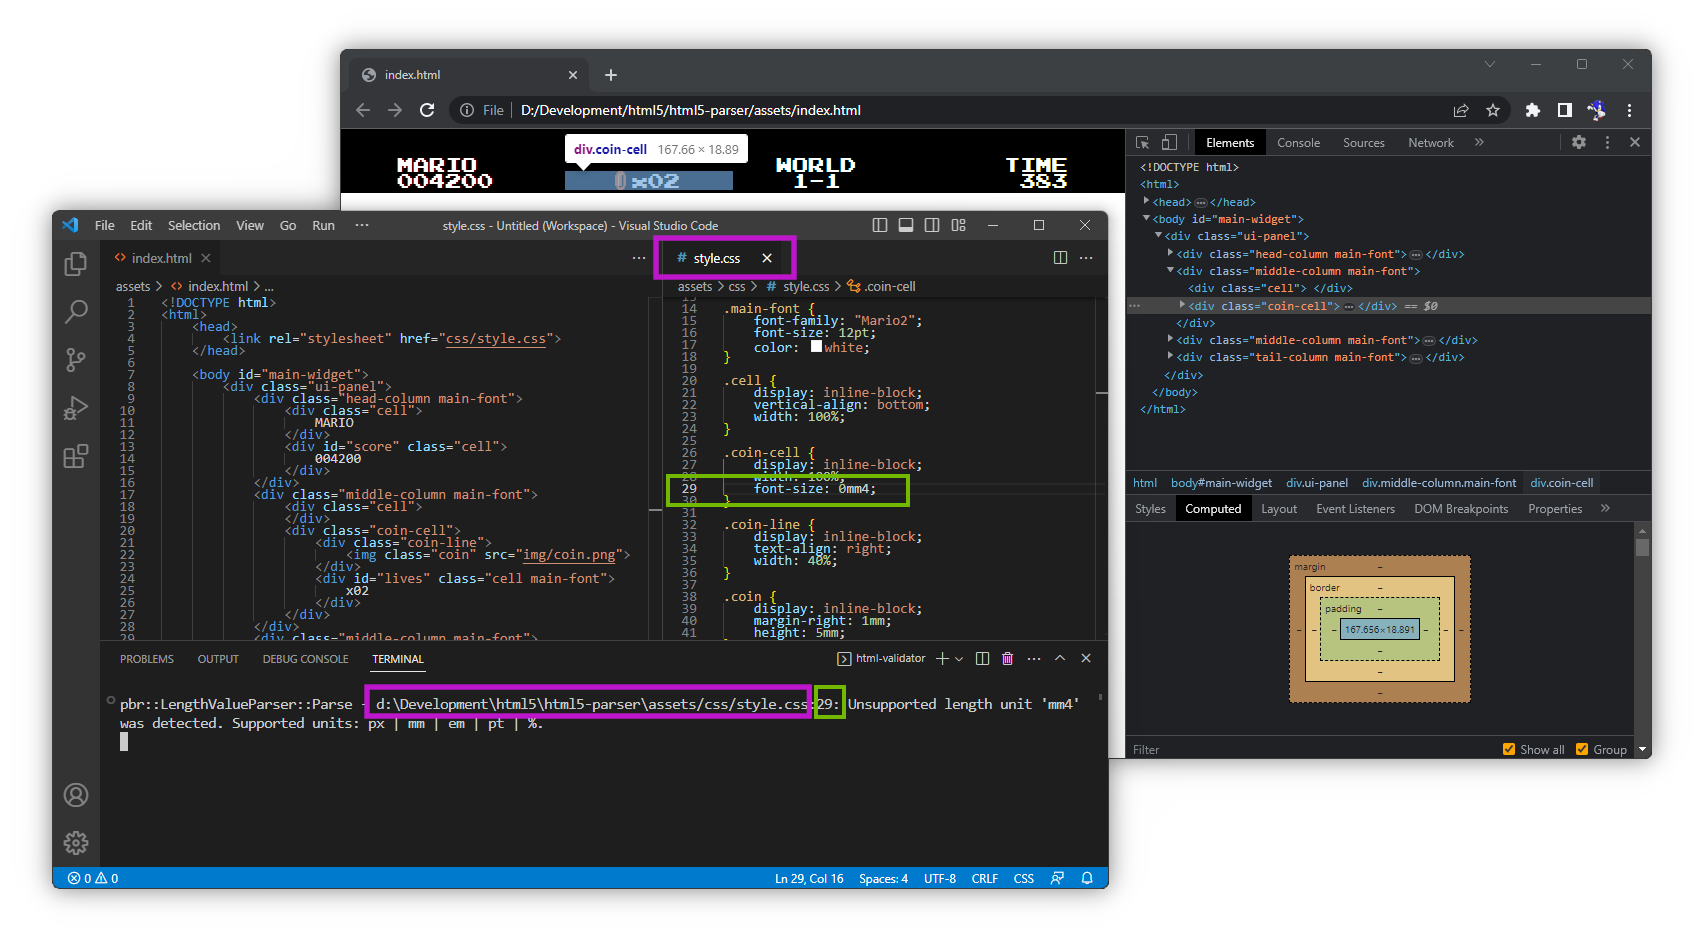 index.html
File D:/Development/html5/html5-parser/assets/index.html
div.coin-cell 167.66 × 18.89
MARIO WORLD TIME
004200 x02 1-1 383
Elements Console Sources Network »
<!DOCTYPE html>
<html>
<head> ⋯ </head>
<body id="main-widget">
<div class="ui-panel">
<div class="head-column main-font"> ⋯ </div>
<div class="middle-column main-font">
<div class="cell"> </div>
<div class="coin-cell"> ⋯ </div> == $0
</div>
<div class="middle-column main-font"> ⋯ </div>
<div class="tail-column main-font"> ⋯ </div>
</div>
</body>
</html>
html body#main-widget div.ui-panel div.middle-column.main-font div.coin-cell
Styles Computed Layout Event Listeners DOM Breakpoints Properties »
margin –
border –
padding –
– – – 167.656×18.891 – – –
–
–
–
Filter Show all Group
File Edit Selection View Go Run ⋯ style.css - Untitled (Workspace) - Visual Studio Code
index.html
assets > index.html > ...
1 <!DOCTYPE html>
2 <html>
3 <head>
4 <link rel="stylesheet" href="css/style.css">
5 </head>
6
7 <body id="main-widget">
8 <div class="ui-panel">
9 <div class="head-column main-font">
10 <div class="cell">
11 MARIO
12 </div>
13 <div id="score" class="cell">
14 004200
15 </div>
16 </div>
17 <div class="middle-column main-font">
18 <div class="cell">
19 </div>
20 <div class="coin-cell">
21 <div class="coin-line">
22 <img class="coin" src="img/coin.png">
23 </div>
24 <div id="lives" class="cell main-font">
25 x02
26 </div>
27 </div>
28 </div>
29 <div class="middle-column main-font">
# style.css
assets > css > # style.css > .coin-cell
13
14 .main-font {
15 font-family: "Mario2";
16 font-size: 12pt;
17 color: white;
18 }
19
20 .cell {
21 display: inline-block;
22 vertical-align: bottom;
23 width: 100%;
24 }
25
26 .coin-cell {
27 display: inline-block;
28 width: 100%;
29 font-size: 0mm4;
30 }
31
32 .coin-line {
33 display: inline-block;
34 text-align: right;
35 width: 40%;
36 }
37
38 .coin {
39 display: inline-block;
40 margin-right: 1mm;
41 height: 5mm;
PROBLEMS OUTPUT DEBUG CONSOLE TERMINAL html-validator
pbr::LengthValueParser::Parse - d:\Development\html5\html5-parser\assets/css/style.css:29: Unsupported length unit 'mm4'
was detected. Supported units: px | mm | em | pt | %.
0 0 Ln 29, Col 16 Spaces: 4 UTF-8 CRLF CSS